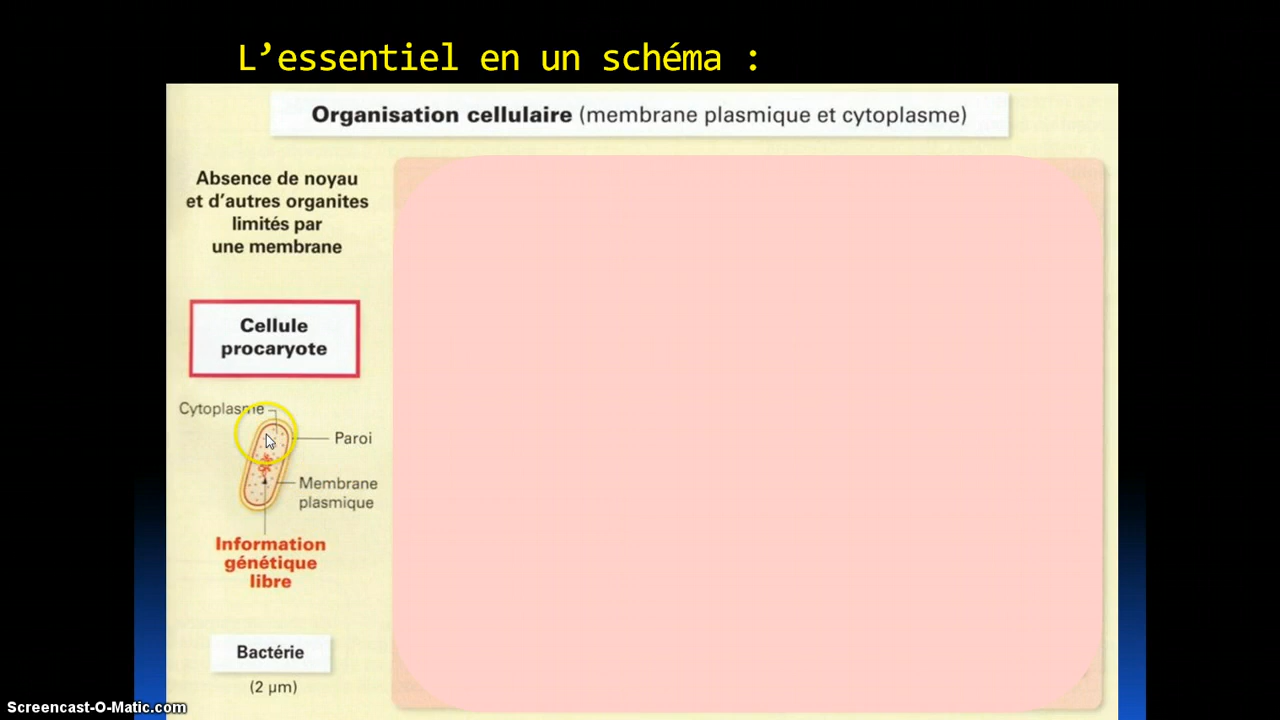 L’essentiel en un schéma :
Organisation cellulaire (membrane plasmique et cytoplasme)
Absence de noyau
et d’autres organites
limités par
une membrane
Cellule
procaryote
Cytoplasme
Paroi
Membrane
plasmique
Information
génétique
libre
Bactérie
(2 µm)
Screencast-O-Matic.com